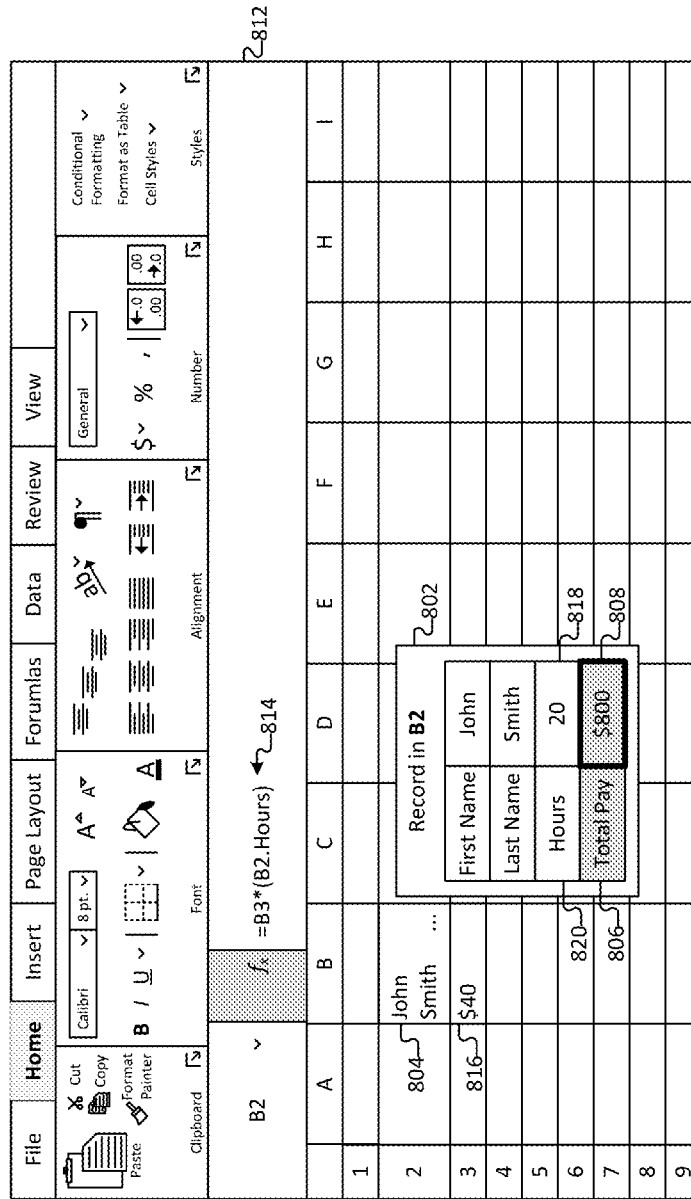 File Home Insert Page Layout Forumlas Data Review View
Cut
Copy
Format
Painter
Paste
Clipboard
Calibri 8 pt. A A
B I U A
Font
ab
Alignment
General
$ % , .0 .00 .00 .0
Number
Conditional
Formatting
Format as Table
Cell Styles
Styles
B2 fx =B3*(B2.Hours) 814
812
A B C D E F G H I
1
2
3
4
5
6
7
8
9
804
John
Smith ...
816 $40
802
Record in B2
First Name John
Last Name Smith
820 Hours 20 818
806 Total Pay $800 808